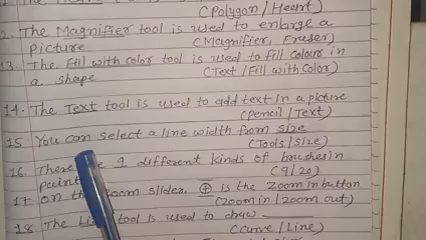 (Polygon/Heart)
2. The Magnifier tool is used to enlarge a
picture (Magnifier, Eraser)
13. The fill with color tool is used to fill colour in
a shape (Text/Fill with Color)
14. The Text tool is used to add text in a picture
(Pencil/Text)
15 You can select a line width from size
(Tools/Size)
16. There 9 different kinds of brushes in
paint (9/20)
17 on the slider. ⊕ is the zoom in button
(zoom in/zoom out)
18 The tool is used to draw
(curve/Line)